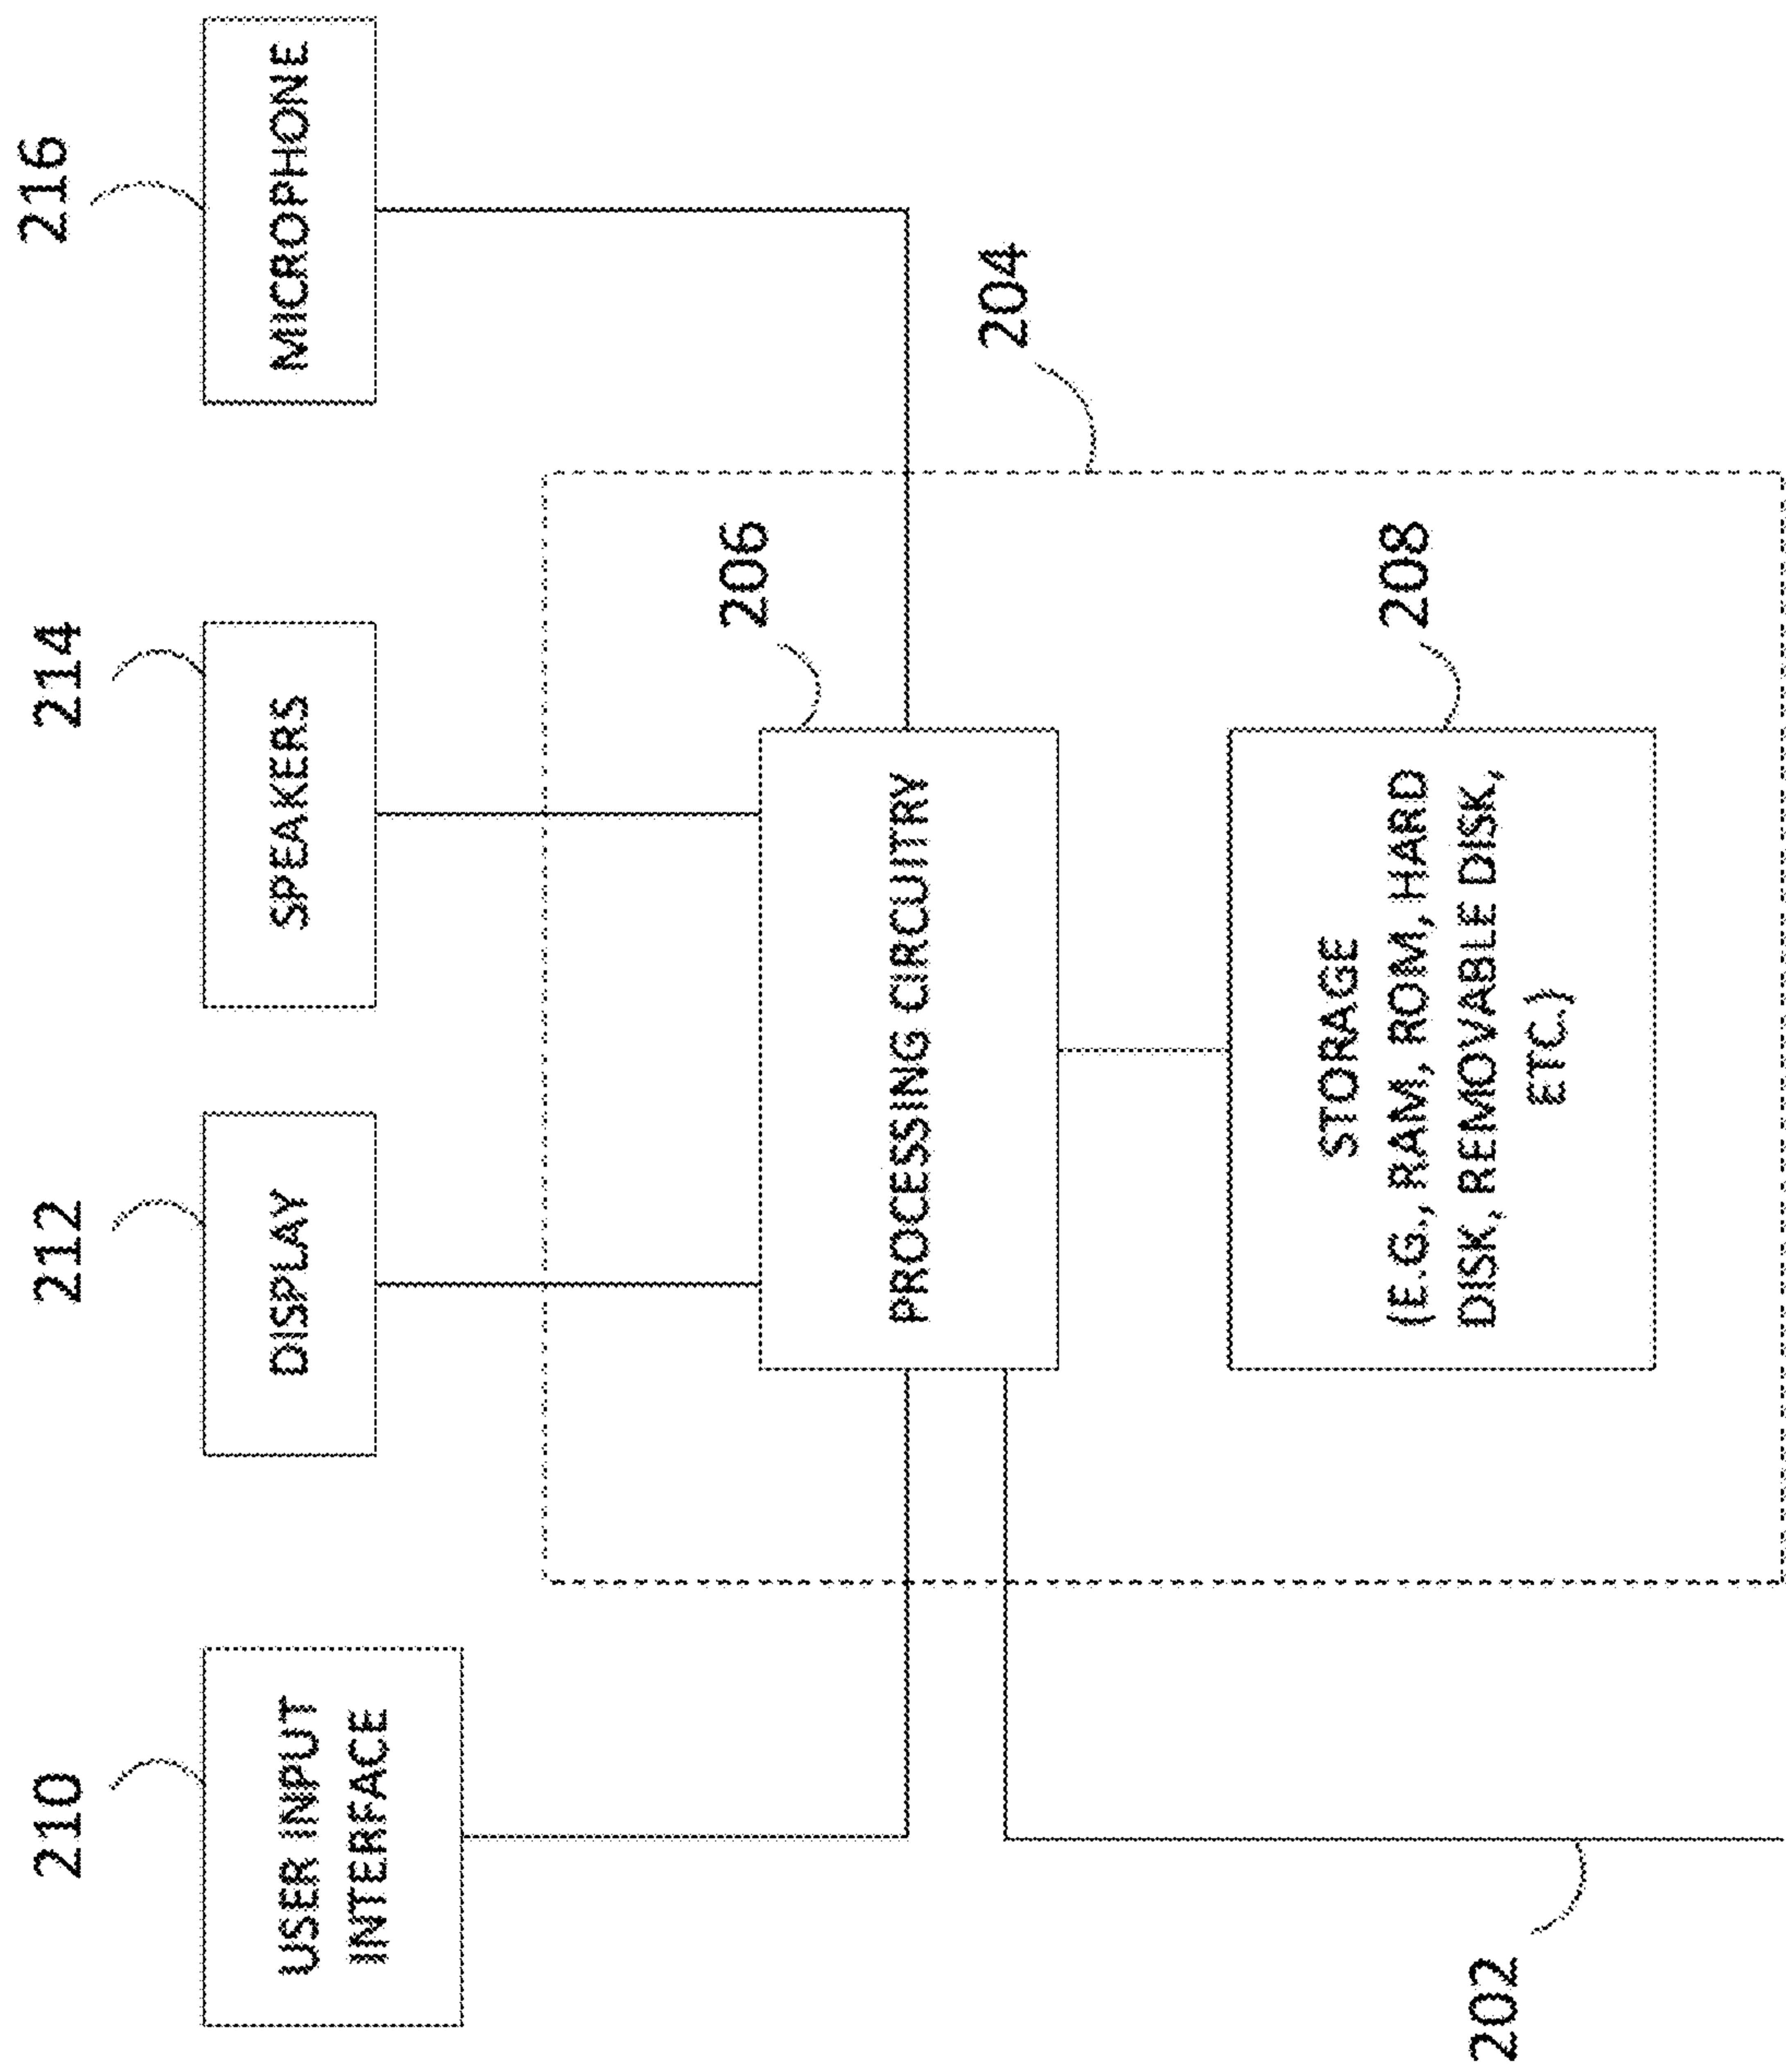 210
212
214
216
USER INPUT
INTERFACE
DISPLAY
SPEAKERS
MICROPHONE
206
204
PROCESSING CIRCUITRY
208
STORAGE
(E.G., RAM, ROM, HARD
DISK, REMOVABLE DISK,
ETC.)
202